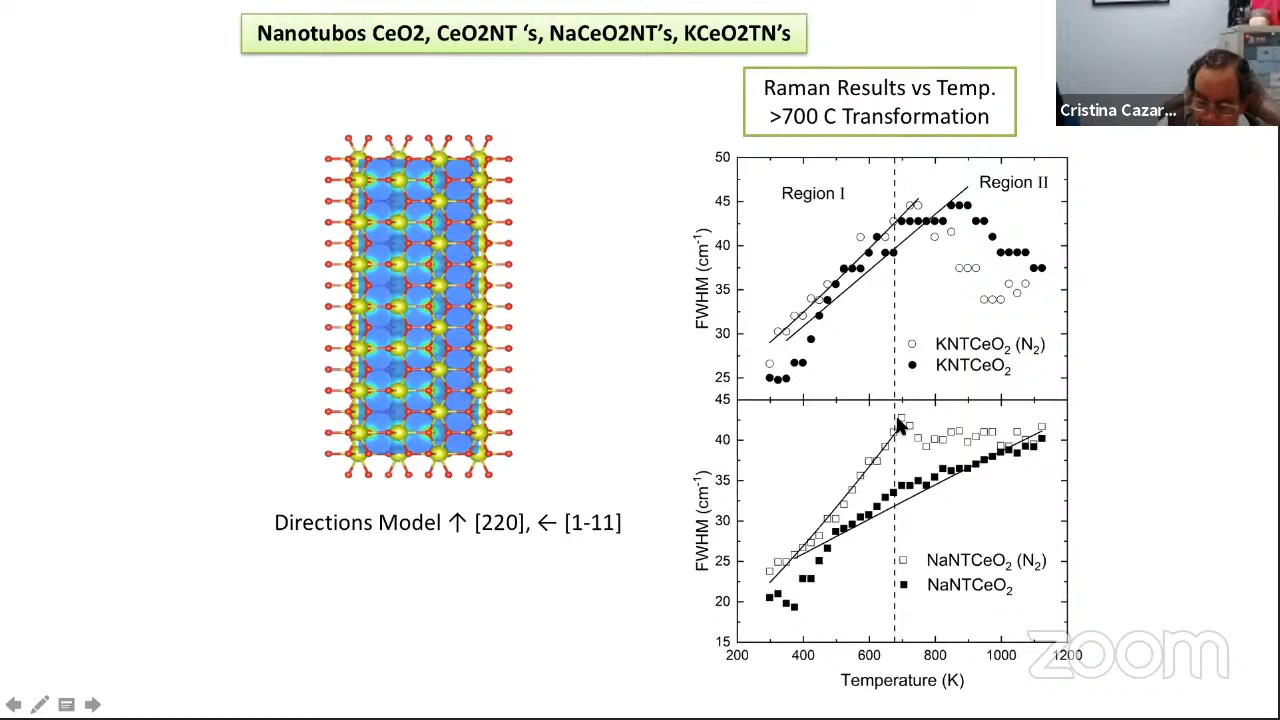 Nanotubos CeO2, CeO2NT ‘s, NaCeO2NT’s, KCeO2TN’s
Raman Results vs Temp.
>700 C Transformation
Cristina Cazar...
50
45
40
35
30
25
Region I
Region II
FWHM (cm⁻¹)
KNTCeO₂ (N₂)
KNTCeO₂
45
40
35
30
25
20
15
FWHM (cm⁻¹)
NaNTCeO₂ (N₂)
NaNTCeO₂
200 400 600 800 1000 1200
Temperature (K)
Directions Model ↑ [220], ← [1-11]
zoom